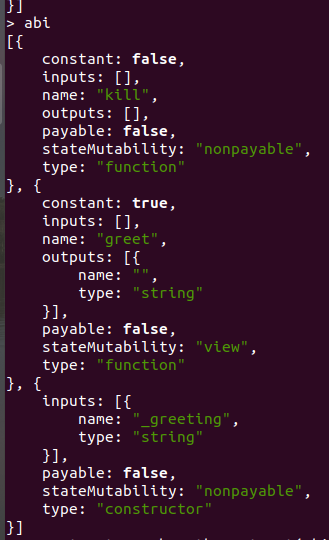 }]
> abi
[{
    constant: false,
    inputs: [],
    name: "kill",
    outputs: [],
    payable: false,
    stateMutability: "nonpayable",
    type: "function"
}, {
    constant: true,
    inputs: [],
    name: "greet",
    outputs: [{
        name: "",
        type: "string"
    }],
    payable: false,
    stateMutability: "view",
    type: "function"
}, {
    inputs: [{
        name: "_greeting",
        type: "string"
    }],
    payable: false,
    stateMutability: "nonpayable",
    type: "constructor"
}]